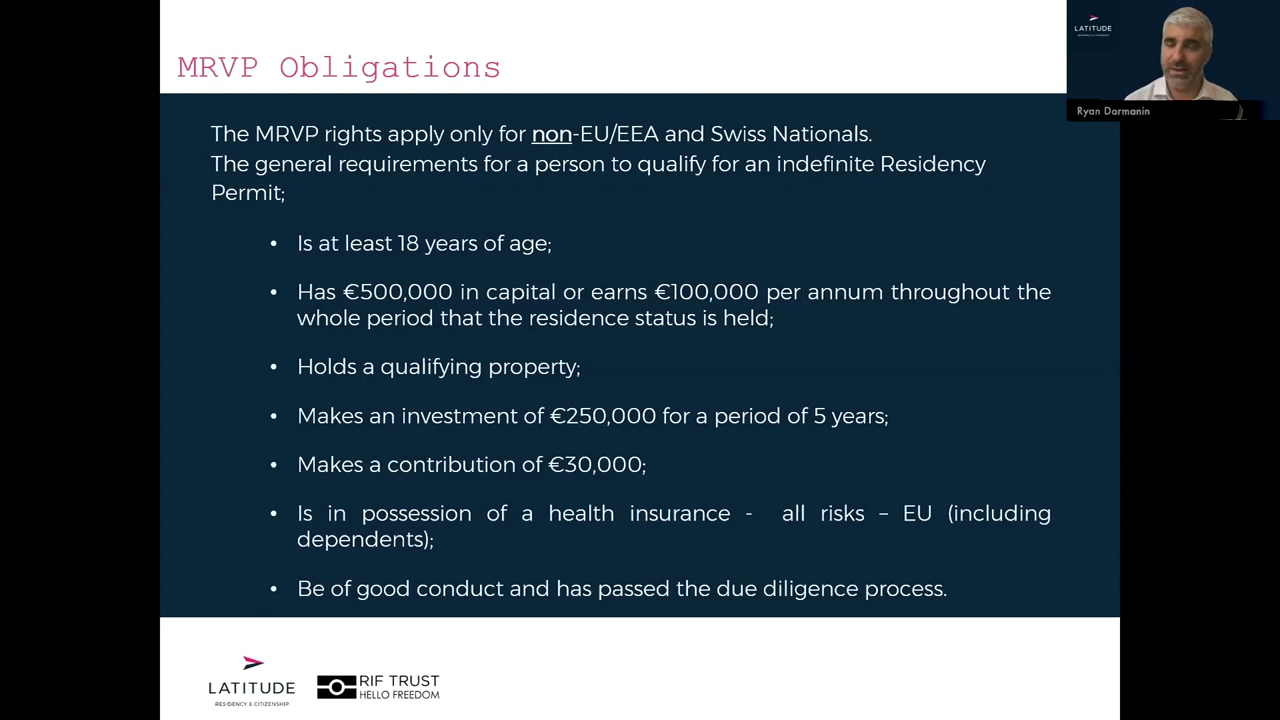 MRVP Obligations
LATITUDE
RESIDENCY & CITIZENSHIP
Ryan Darmanin
The MRVP rights apply only for non-EU/EEA and Swiss Nationals.
The general requirements for a person to qualify for an indefinite Residency
Permit;
• Is at least 18 years of age;
• Has €500,000 in capital or earns €100,000 per annum throughout the
whole period that the residence status is held;
• Holds a qualifying property;
• Makes an investment of €250,000 for a period of 5 years;
• Makes a contribution of €30,000;
• Is in possession of a health insurance - all risks – EU (including
dependents);
• Be of good conduct and has passed the due diligence process.
LATITUDE
RESIDENCY & CITIZENSHIP
RIF TRUST
HELLO FREEDOM